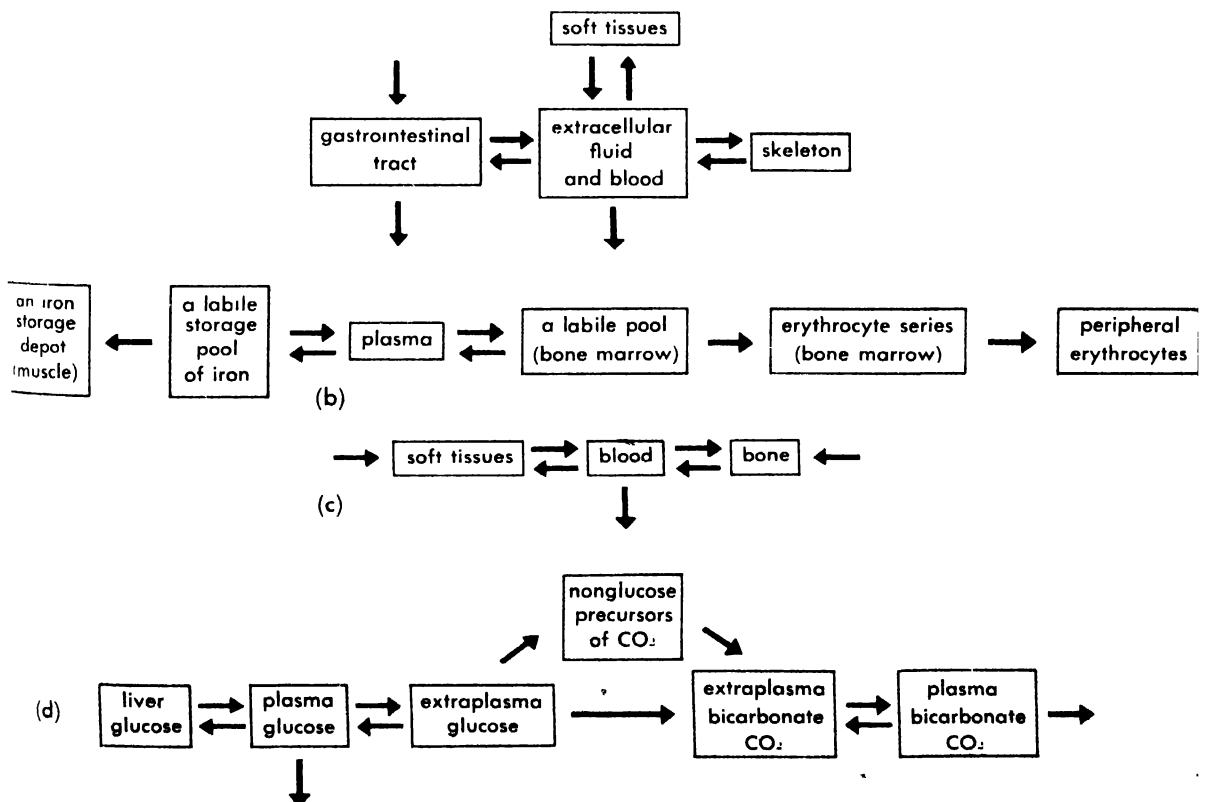 soft tissues
gastrointestinal
tract
extracellular
fluid
and blood
skeleton
an iron
storage
depot
(muscle)
a labile
storage
pool
of iron
plasma
a labile pool
(bone marrow)
erythrocyte series
(bone marrow)
peripheral
erythrocytes
(b)
soft tissues
blood
bone
(c)
nonglucose
precursors
of CO₂
(d)
liver
glucose
plasma
glucose
extraplasma
glucose
extraplasma
bicarbonate
CO₂
plasma
bicarbonate
CO₂